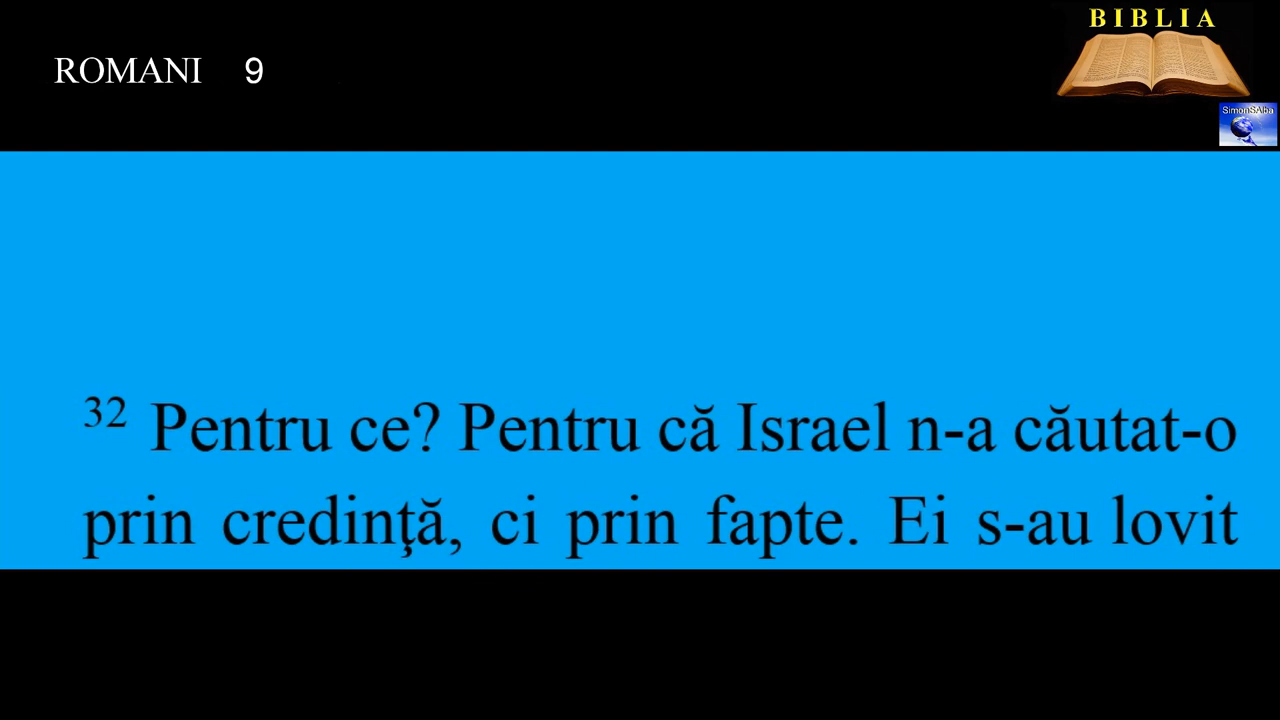 BIBLIA
ROMANI 9
SimonSAlba
32 Pentru ce? Pentru că Israel n-a căutat-o
prin credinţă, ci prin fapte. Ei s-au lovit